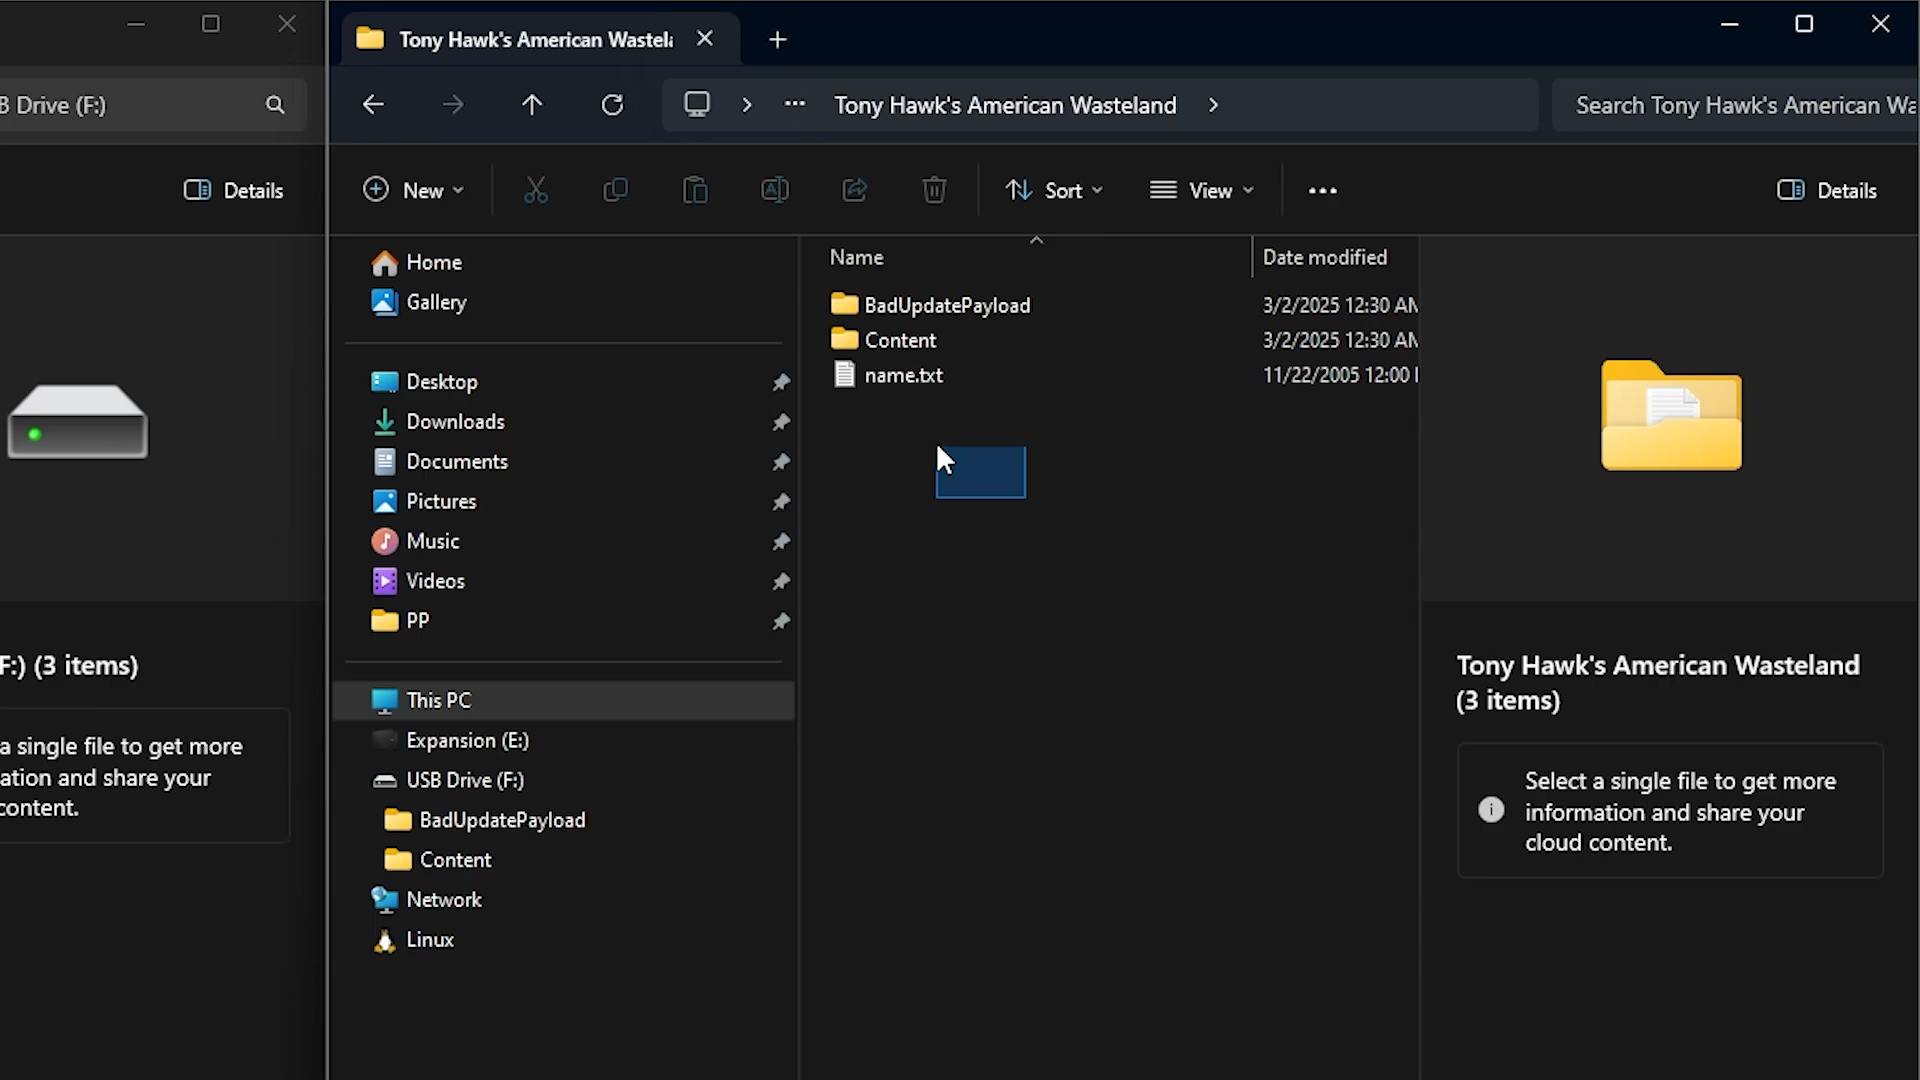 B Drive (F:)
Details
F:) (3 items)
a single file to get more
ation and share your
content.
Tony Hawk's American Wastel
Tony Hawk's American Wasteland
Search Tony Hawk's American Wa
New
Sort
View
Details
Home
Gallery
Desktop
Downloads
Documents
Pictures
Music
Videos
PP
This PC
Expansion (E:)
USB Drive (F:)
BadUpdatePayload
Content
Network
Linux
Name Date modified
BadUpdatePayload 3/2/2025 12:30 AM
Content 3/2/2025 12:30 AM
name.txt 11/22/2005 12:00
Tony Hawk's American Wasteland
(3 items)
Select a single file to get more
information and share your
cloud content.